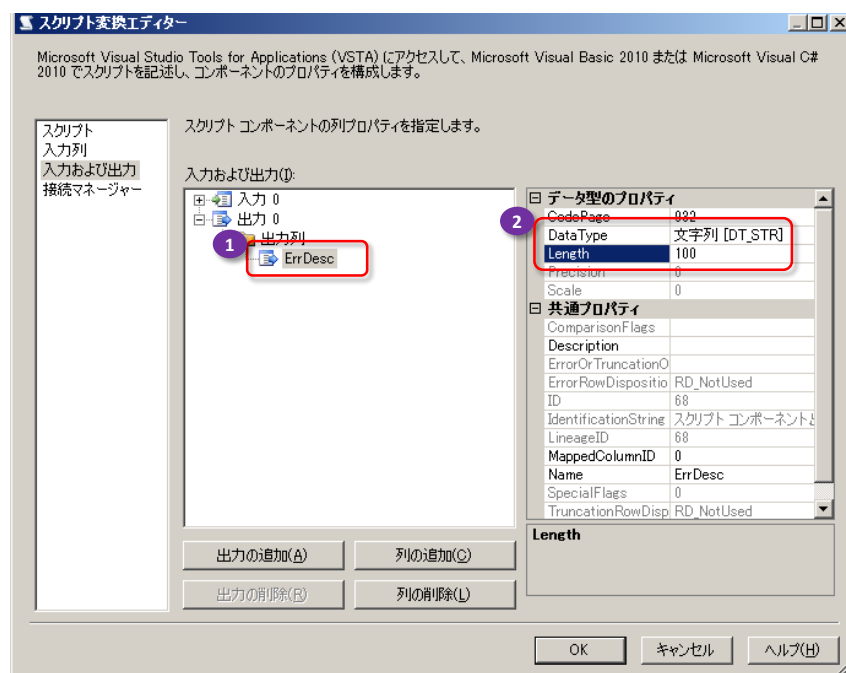 スクリプト変換エディター
Microsoft Visual Studio Tools for Applications (VSTA) にアクセスして、Microsoft Visual Basic 2010 または Microsoft Visual C#
2010 でスクリプトを記述し、コンポーネントのプロパティを構成します。
スクリプト
入力列
入力および出力
接続マネージャー
スクリプト コンポーネントの列プロパティを指定します。
入力および出力(I):
入力 0
出力 0
出力列
1
ErrDesc
データ型のプロパティ
CodePage 932
2
DataType 文字列 [DT_STR]
Length 100
Precision 0
Scale 0
共通プロパティ
ComparisonFlags
Description
ErrorOrTruncationO
ErrorRowDispositio RD_NotUsed
ID 68
IdentificationString スクリプト コンポーネント
LineageID 68
MappedColumnID 0
Name ErrDesc
SpecialFlags 0
TruncationRowDisp RD_NotUsed
Length
出力の追加(A)
列の追加(C)
出力の削除(R)
列の削除(L)
OK
キャンセル
ヘルプ(H)